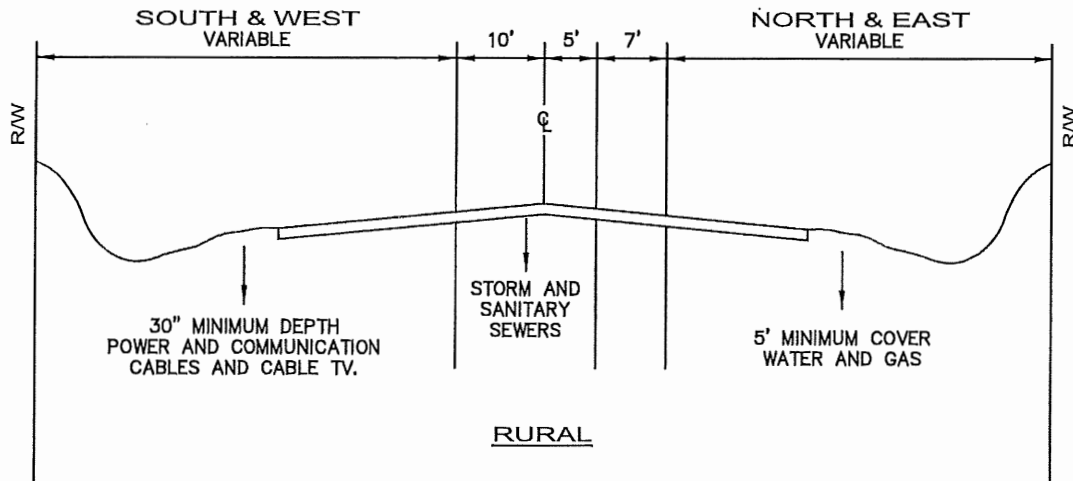 SOUTH & WEST
VARIABLE
10'
5'
7'
NORTH & EAST
VARIABLE
R/W
R/W
℄
30" MINIMUM DEPTH
POWER AND COMMUNICATION
CABLES AND CABLE TV.
STORM AND
SANITARY
SEWERS
5' MINIMUM COVER
WATER AND GAS
RURAL